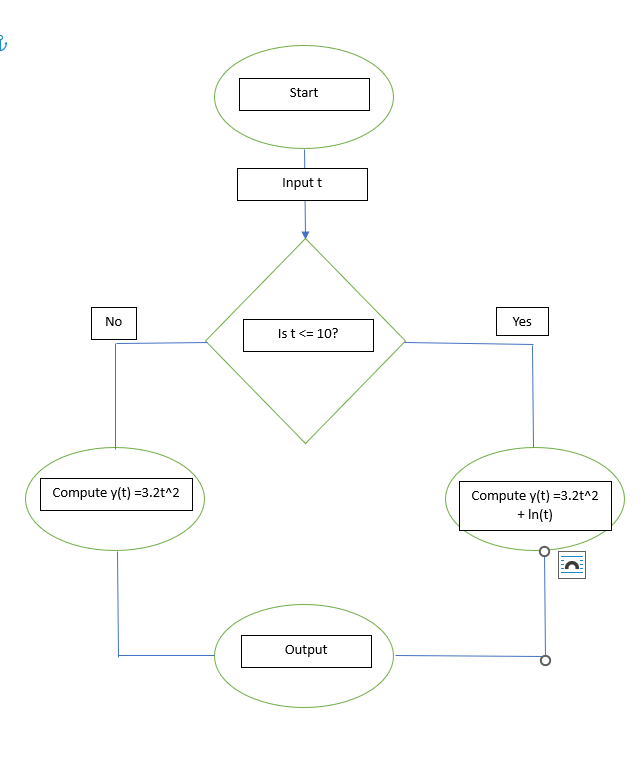 Start
Input t
Is t <= 10?
No
Yes
Compute y(t) =3.2t^2
Compute y(t) =3.2t^2
+ ln(t)
Output